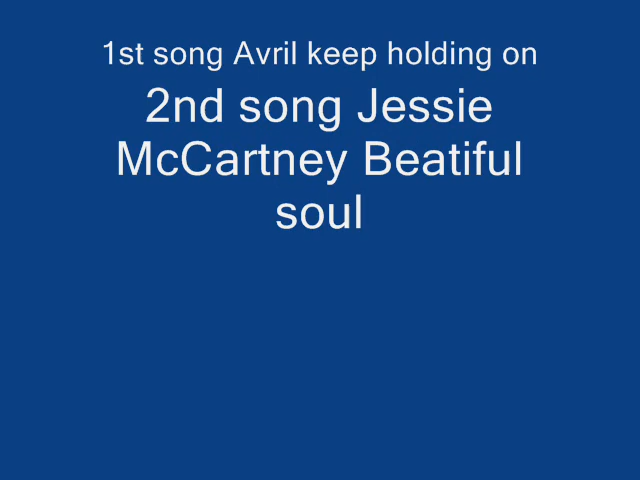 1st song Avril keep holding on
2nd song Jessie
McCartney Beatiful
soul